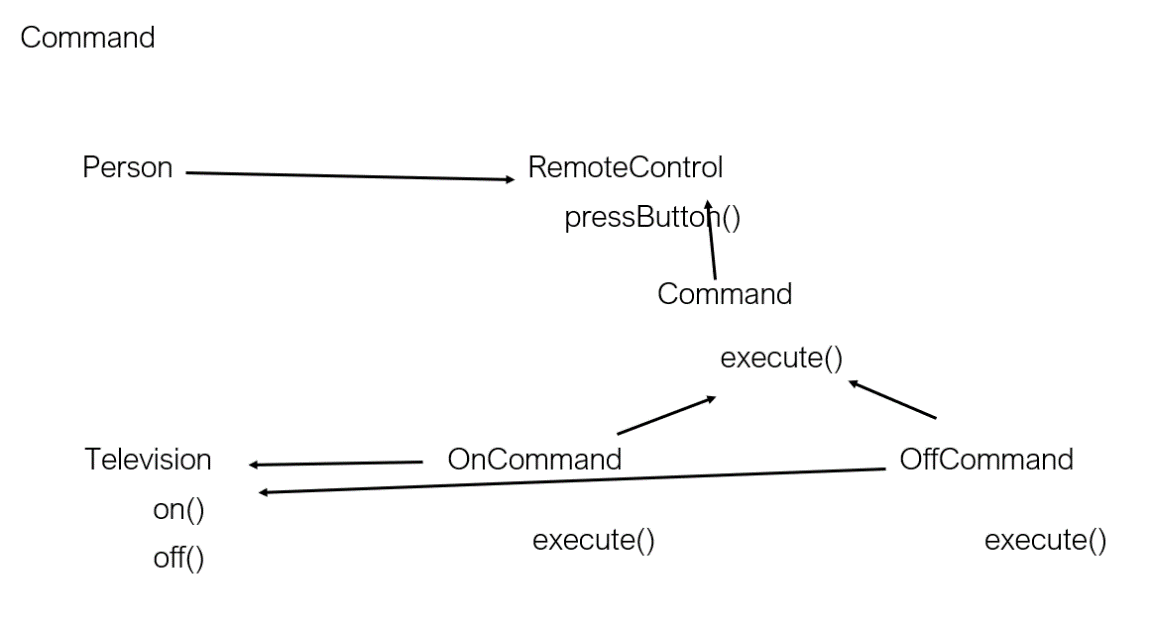 Command
Person
RemoteControl
pressButton()
Command
execute()
Television
OnCommand
OffCommand
on()
off()
execute()
execute()